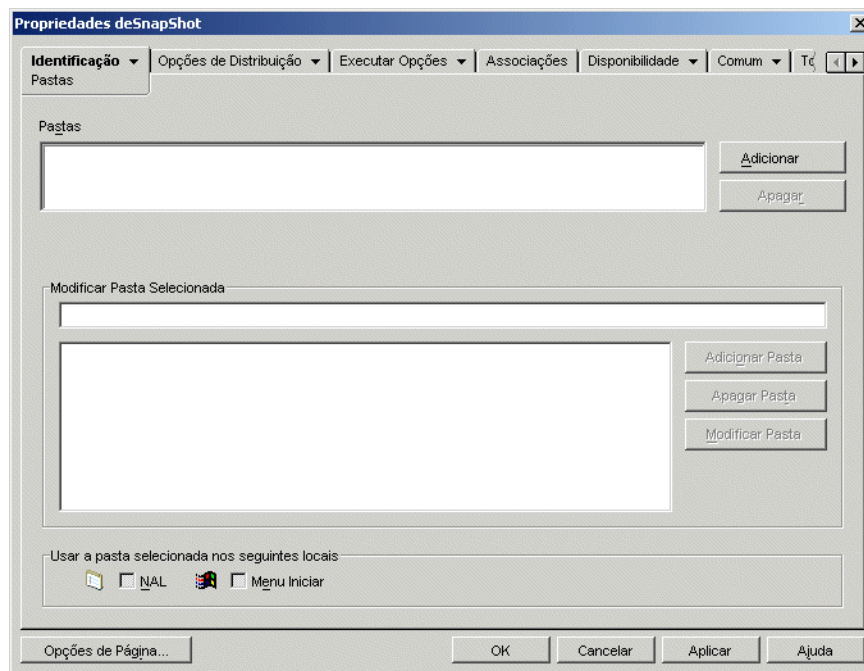 Propriedades deSnapShot
Identificação
Opções de Distribuição
Executar Opções
Associações
Disponibilidade
Comum
Pastas
Pastas
Adicionar
Apagar
Modificar Pasta Selecionada
Adicionar Pasta
Apagar Pasta
Modificar Pasta
Usar a pasta selecionada nos seguintes locais
NAL
Menu Iniciar
Opções de Página...
OK
Cancelar
Aplicar
Ajuda